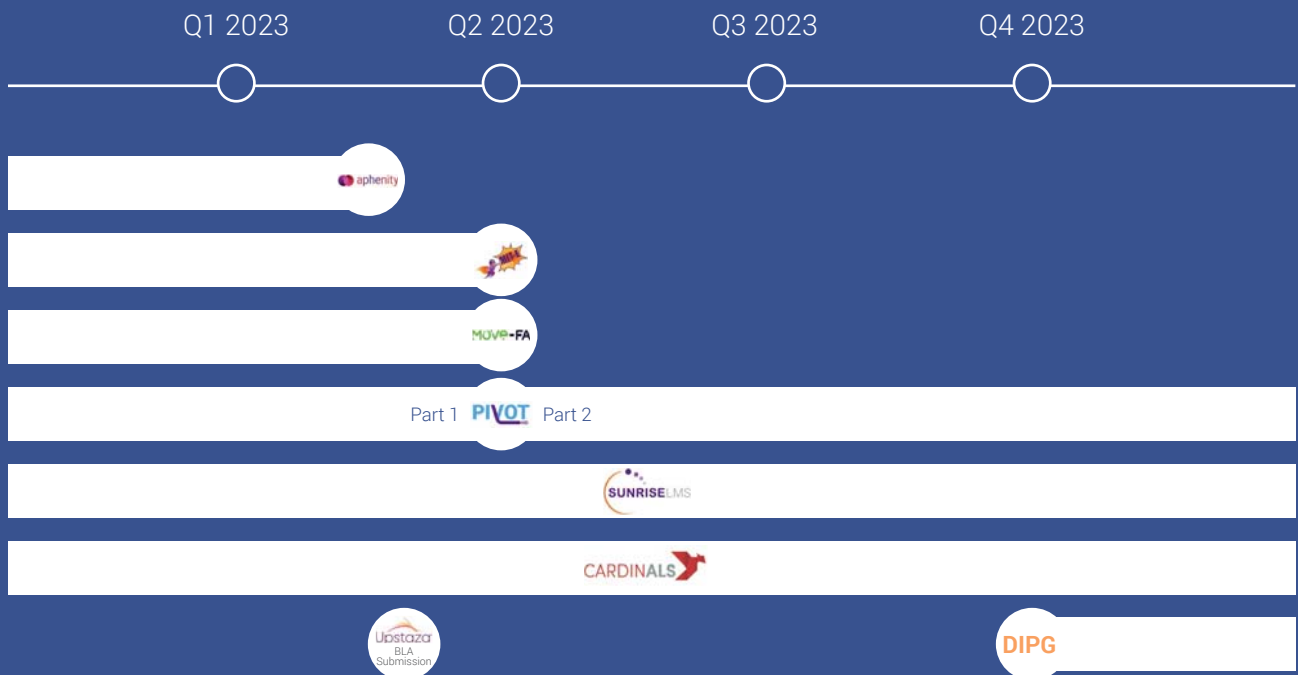 Q1 2023 Q2 2023 Q3 2023 Q4 2023
aphenity
MIT-E
MOVE-FA
Part 1 PIVOT Part 2
SUNRISELMS
CARDINALS
Upstaza
BLA
Submission
DIPG